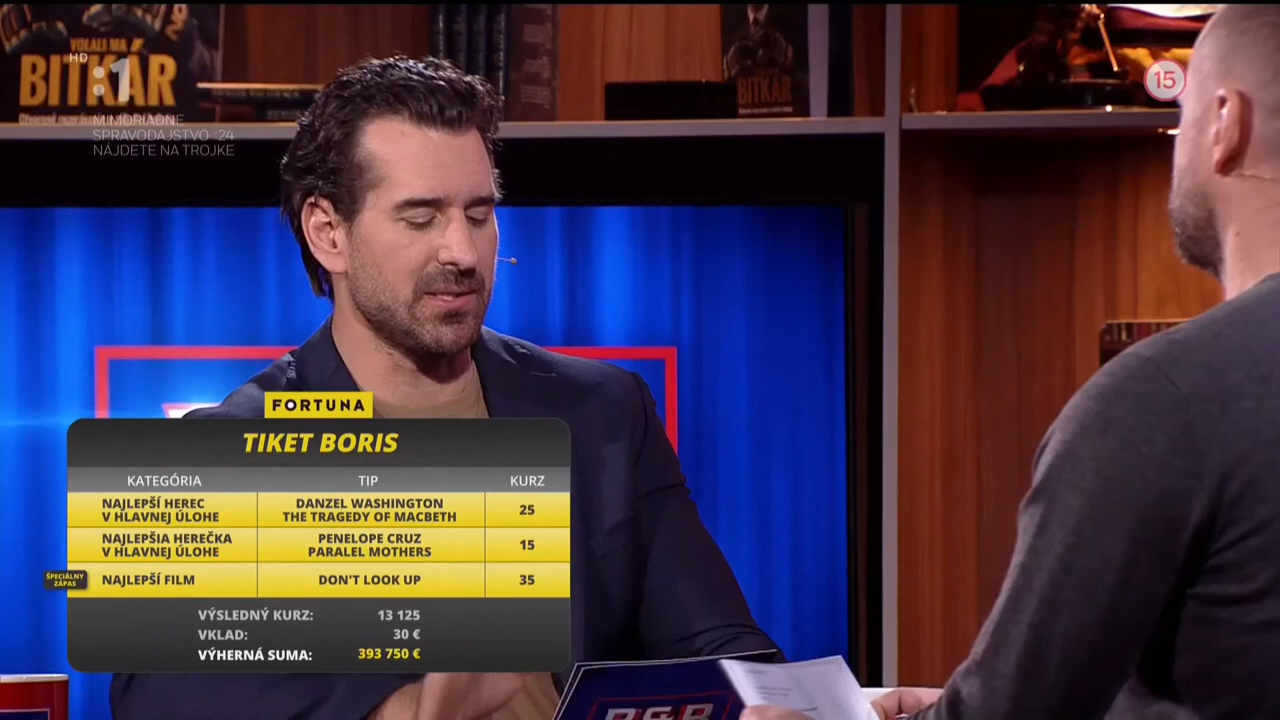 VOLALI MA
BITKÁR
HD
:1
MIMORIADNE
SPRAVODAJSTVO :24
NÁJDETE NA TROJKE
BITKÁR
15
FORTUNA
TIKET BORIS
KATEGÓRIA TIP KURZ
NAJLEPŠÍ HEREC
V HLAVNEJ ÚLOHE
DANZEL WASHINGTON
THE TRAGEDY OF MACBETH
25
NAJLEPŠIA HEREČKA
V HLAVNEJ ÚLOHE
PENELOPE CRUZ
PARALEL MOTHERS
15
ŠPECIÁLNY
ZÁPAS
NAJLEPŠÍ FILM
DON'T LOOK UP
35
VÝSLEDNÝ KURZ: 13 125
VKLAD: 30 €
VÝHERNÁ SUMA: 393 750 €